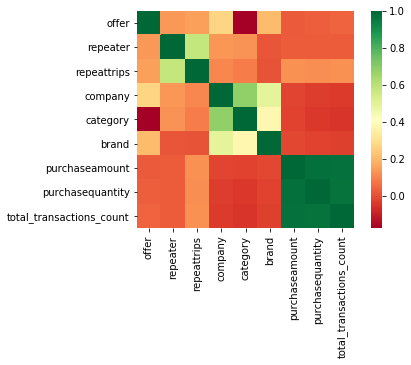 offer
repeater
repeattrips
company
category
brand
purchaseamount
purchasequantity
total_transactions_count
offer
repeater
repeattrips
company
category
brand
purchaseamount
purchasequantity
total_transactions_count
1.0
0.8
0.6
0.4
0.2
0.0